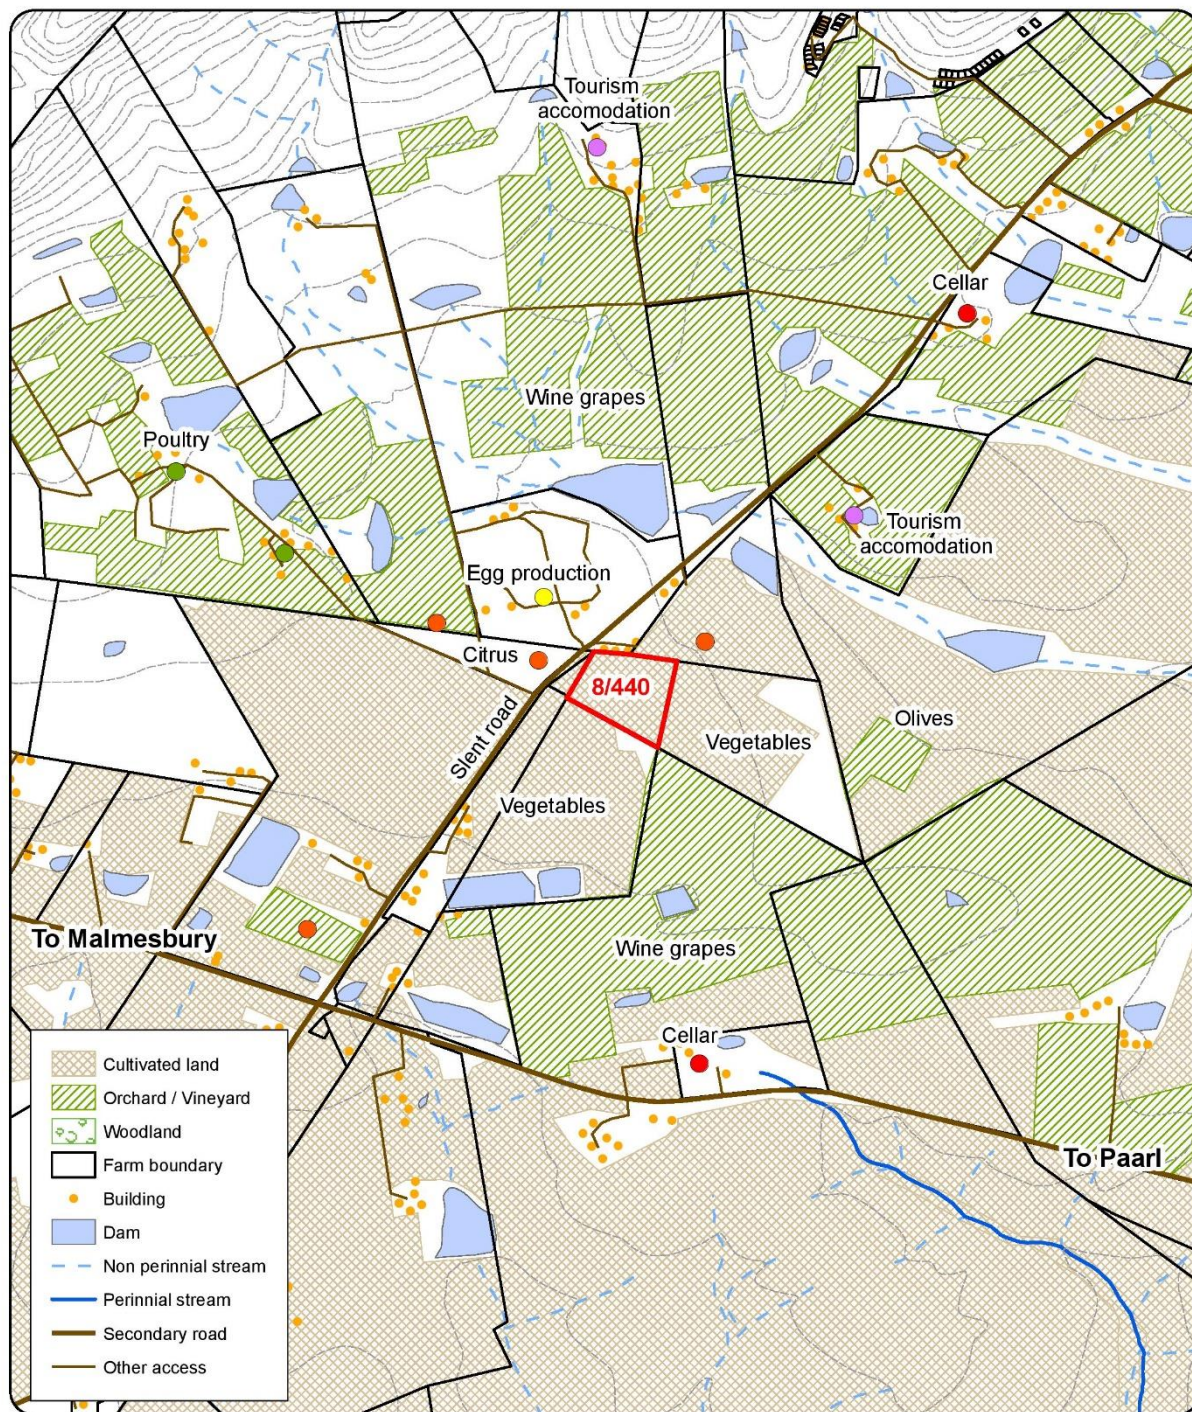 Tourism
accomodation
Cellar
Wine grapes
Poultry
Tourism
accomodation
Egg production
Citrus
8/440
Slent road
Olives
Vegetables
Vegetables
To Malmesbury
Wine grapes
Cellar
To Paarl
Cultivated land
Orchard / Vineyard
Woodland
Farm boundary
Building
Dam
Non perinnial stream
Perinnial stream
Secondary road
Other access